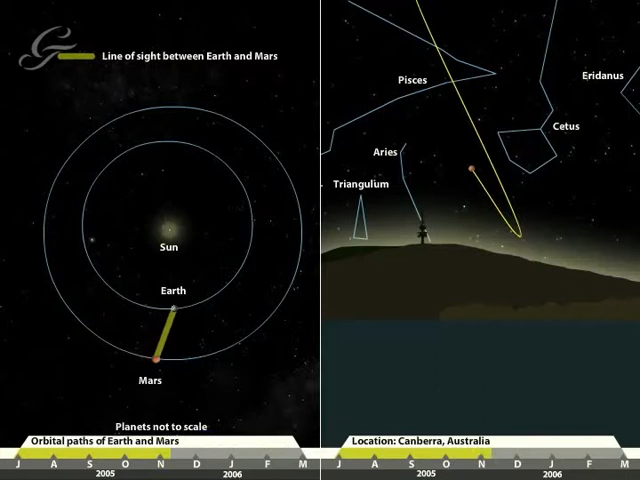 G
Line of sight between Earth and Mars
Sun
Earth
Mars
Planets not to scale
Orbital paths of Earth and Mars
J A S O N D J F M
2005 2006
Pisces
Eridanus
Cetus
Aries
Triangulum
Location: Canberra, Australia
J A S O N D J F M
2005 2006